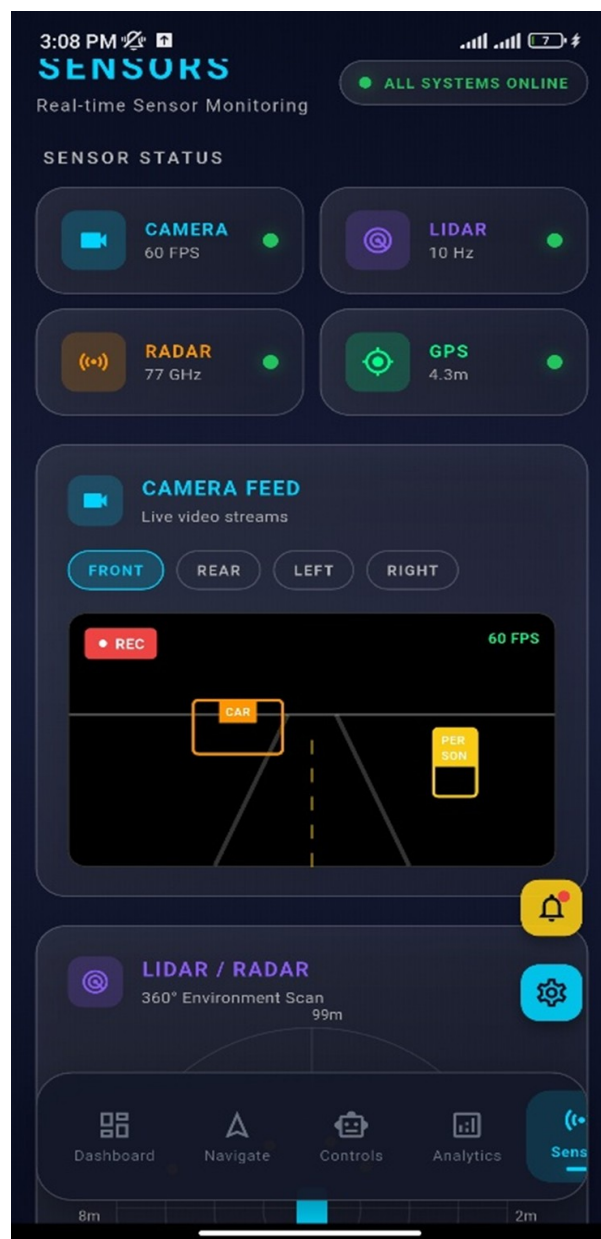 3:08 PM
7
SENSORS
Real-time Sensor Monitoring
ALL SYSTEMS ONLINE
SENSOR STATUS
CAMERA
60 FPS
LIDAR
10 Hz
RADAR
77 GHz
GPS
4.3m
CAMERA FEED
Live video streams
FRONT
REAR
LEFT
RIGHT
REC
60 FPS
CAR
PER
SON
LIDAR / RADAR
360° Environment Scan
99m
Dashboard
Navigate
Controls
Analytics
Sens
8m
2m